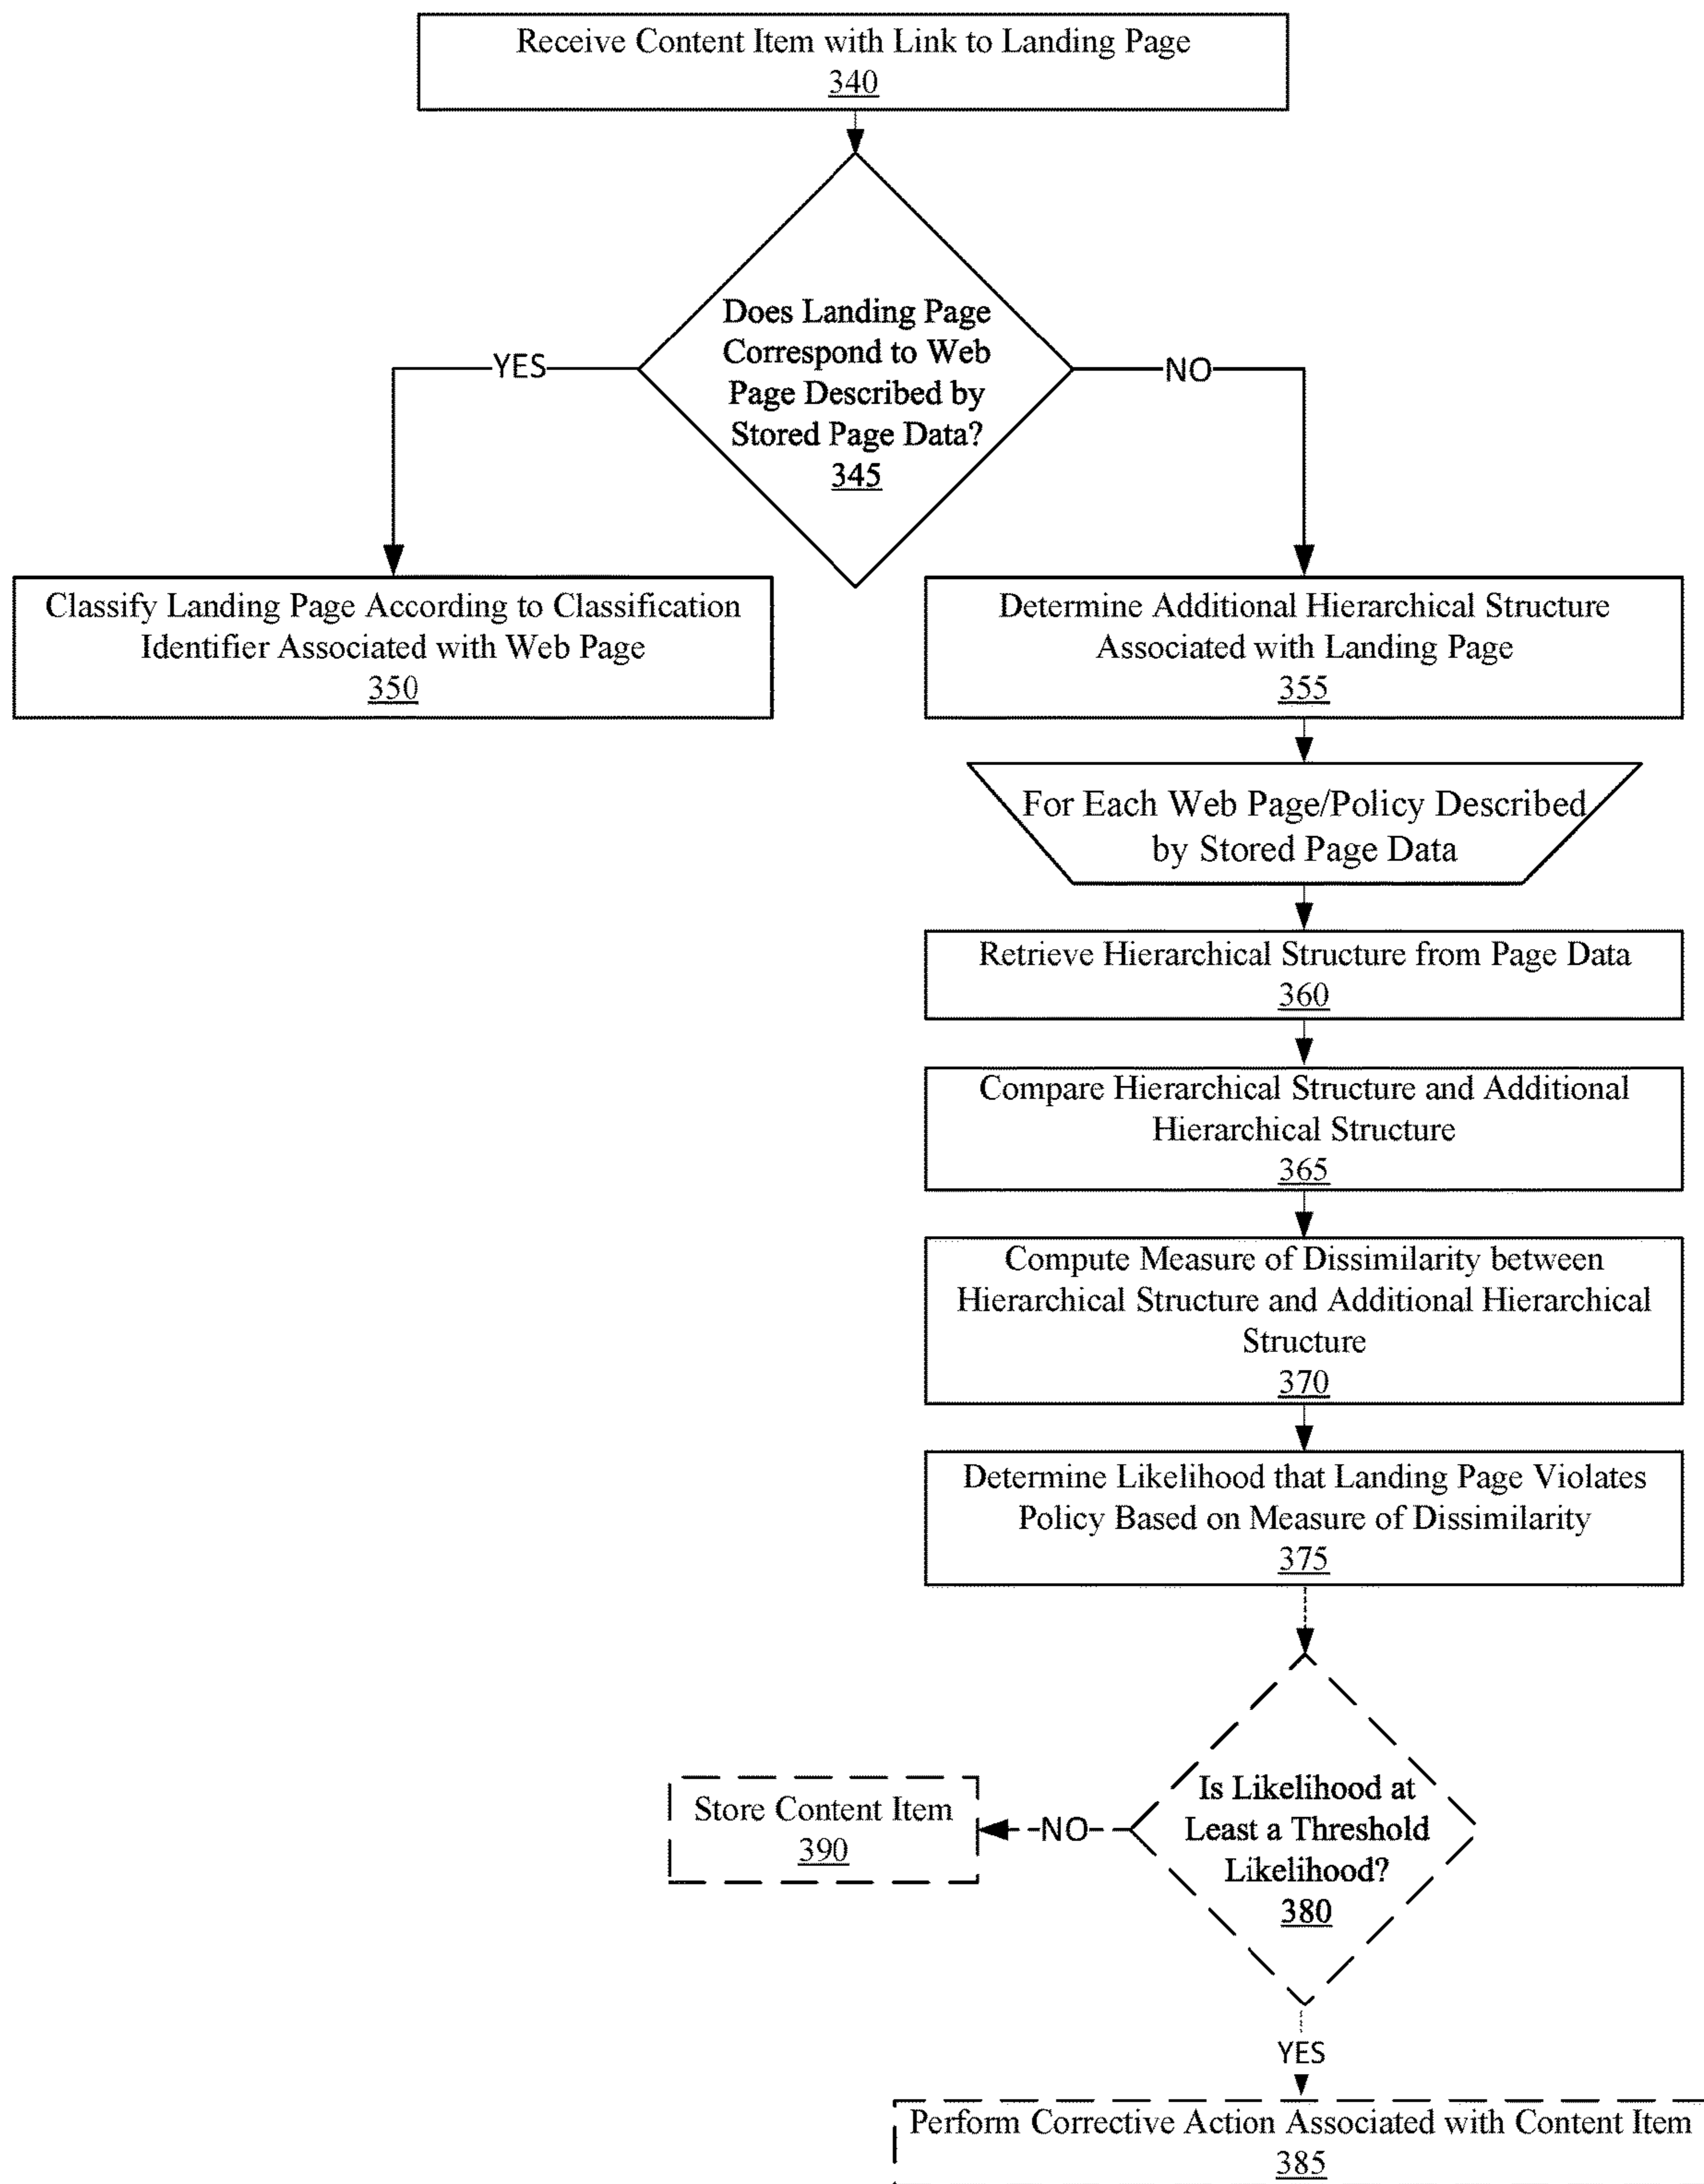 Receive Content Item with Link to Landing Page
340
Does Landing Page
Correspond to Web
Page Described by
Stored Page Data?
345
YES
NO
Classify Landing Page According to Classification
Identifier Associated with Web Page
350
Determine Additional Hierarchical Structure
Associated with Landing Page
355
For Each Web Page/Policy Described
by Stored Page Data
Retrieve Hierarchical Structure from Page Data
360
Compare Hierarchical Structure and Additional
Hierarchical Structure
365
Compute Measure of Dissimilarity between
Hierarchical Structure and Additional Hierarchical
Structure
370
Determine Likelihood that Landing Page Violates
Policy Based on Measure of Dissimilarity
375
Is Likelihood at
Least a Threshold
Likelihood?
380
NO
Store Content Item
390
YES
Perform Corrective Action Associated with Content Item
385